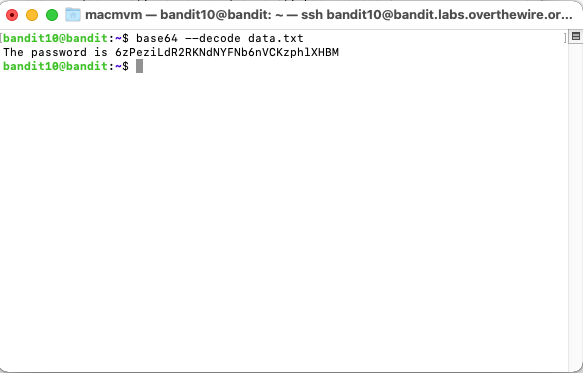 macmvm — bandit10@bandit: ~ — ssh bandit10@bandit.labs.overthewire.or...
[bandit10@bandit:~$ base64 --decode data.txt ]
The password is 6zPeziLdR2RKNdNYFNb6nVCKzphlXHBM
bandit10@bandit:~$